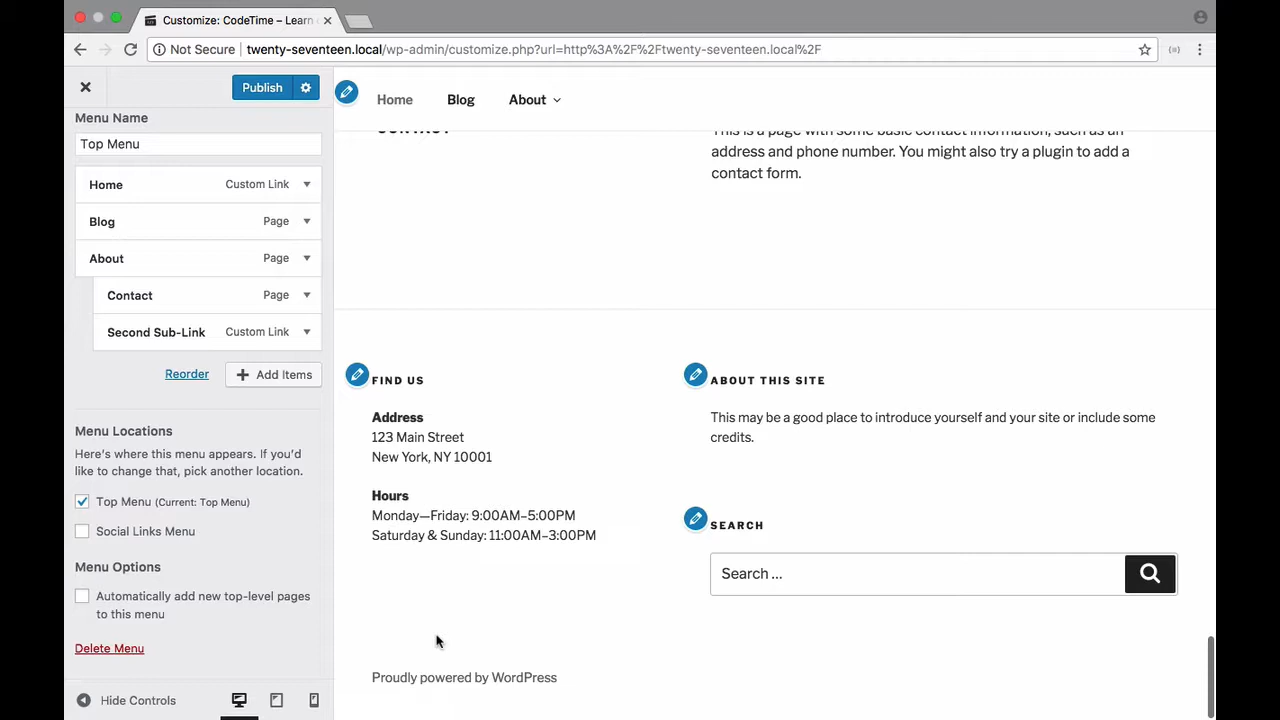 Customize: CodeTime – Learn
Not Secure | twenty-seventeen.local/wp-admin/customize.php?url=http%3A%2F%2Ftwenty-seventeen.local%2F
Publish
Menu Name
Top Menu
Home Custom Link
Blog Page
About Page
Contact Page
Second Sub-Link Custom Link
Reorder
Add Items
Menu Locations
Here's where this menu appears. If you'd
like to change that, pick another location.
Top Menu (Current: Top Menu)
Social Links Menu
Menu Options
Automatically add new top-level pages
to this menu
Delete Menu
Hide Controls
Home Blog About
CONTACT
This is a page with some basic contact information, such as an
address and phone number. You might also try a plugin to add a
contact form.
FIND US
Address
123 Main Street
New York, NY 10001
Hours
Monday—Friday: 9:00AM–5:00PM
Saturday & Sunday: 11:00AM–3:00PM
ABOUT THIS SITE
This may be a good place to introduce yourself and your site or include some
credits.
SEARCH
Search …
Proudly powered by WordPress